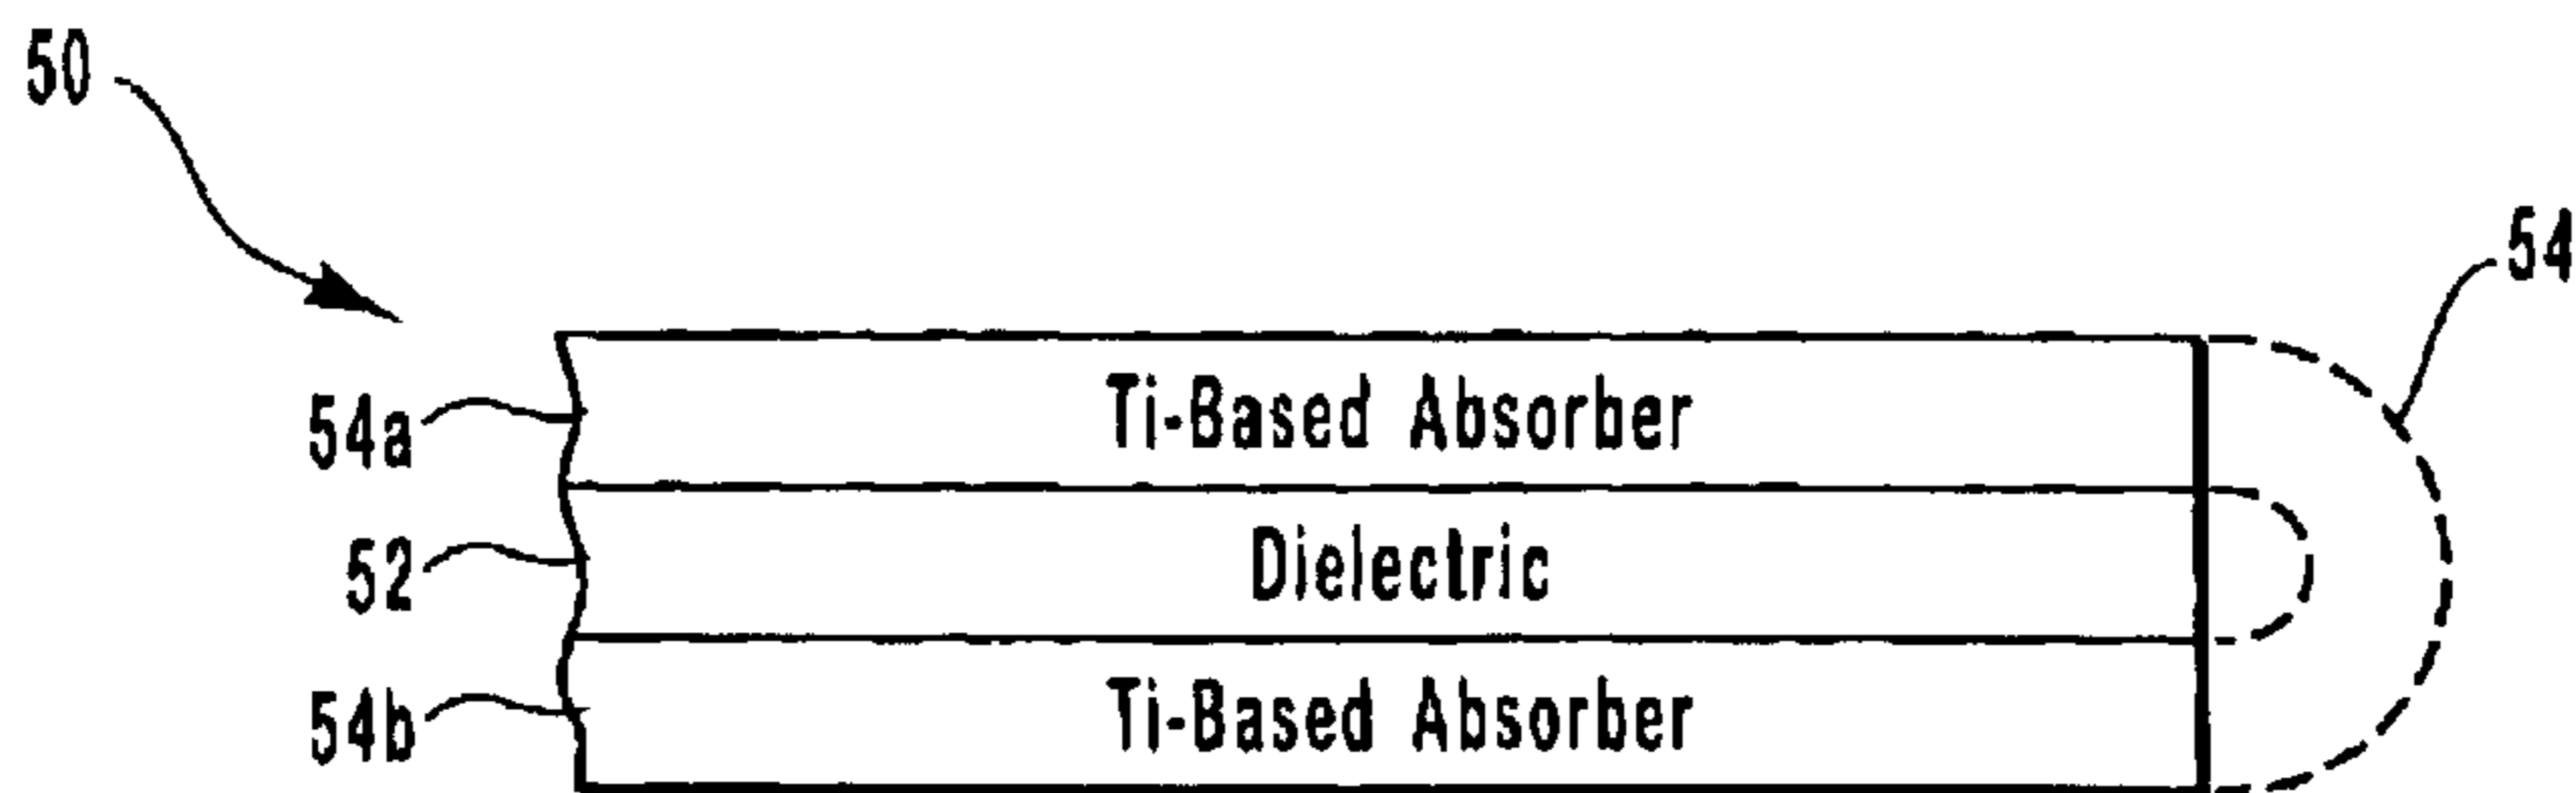 50
54
54a Ti-Based Absorber
52 Dielectric
54b Ti-Based Absorber